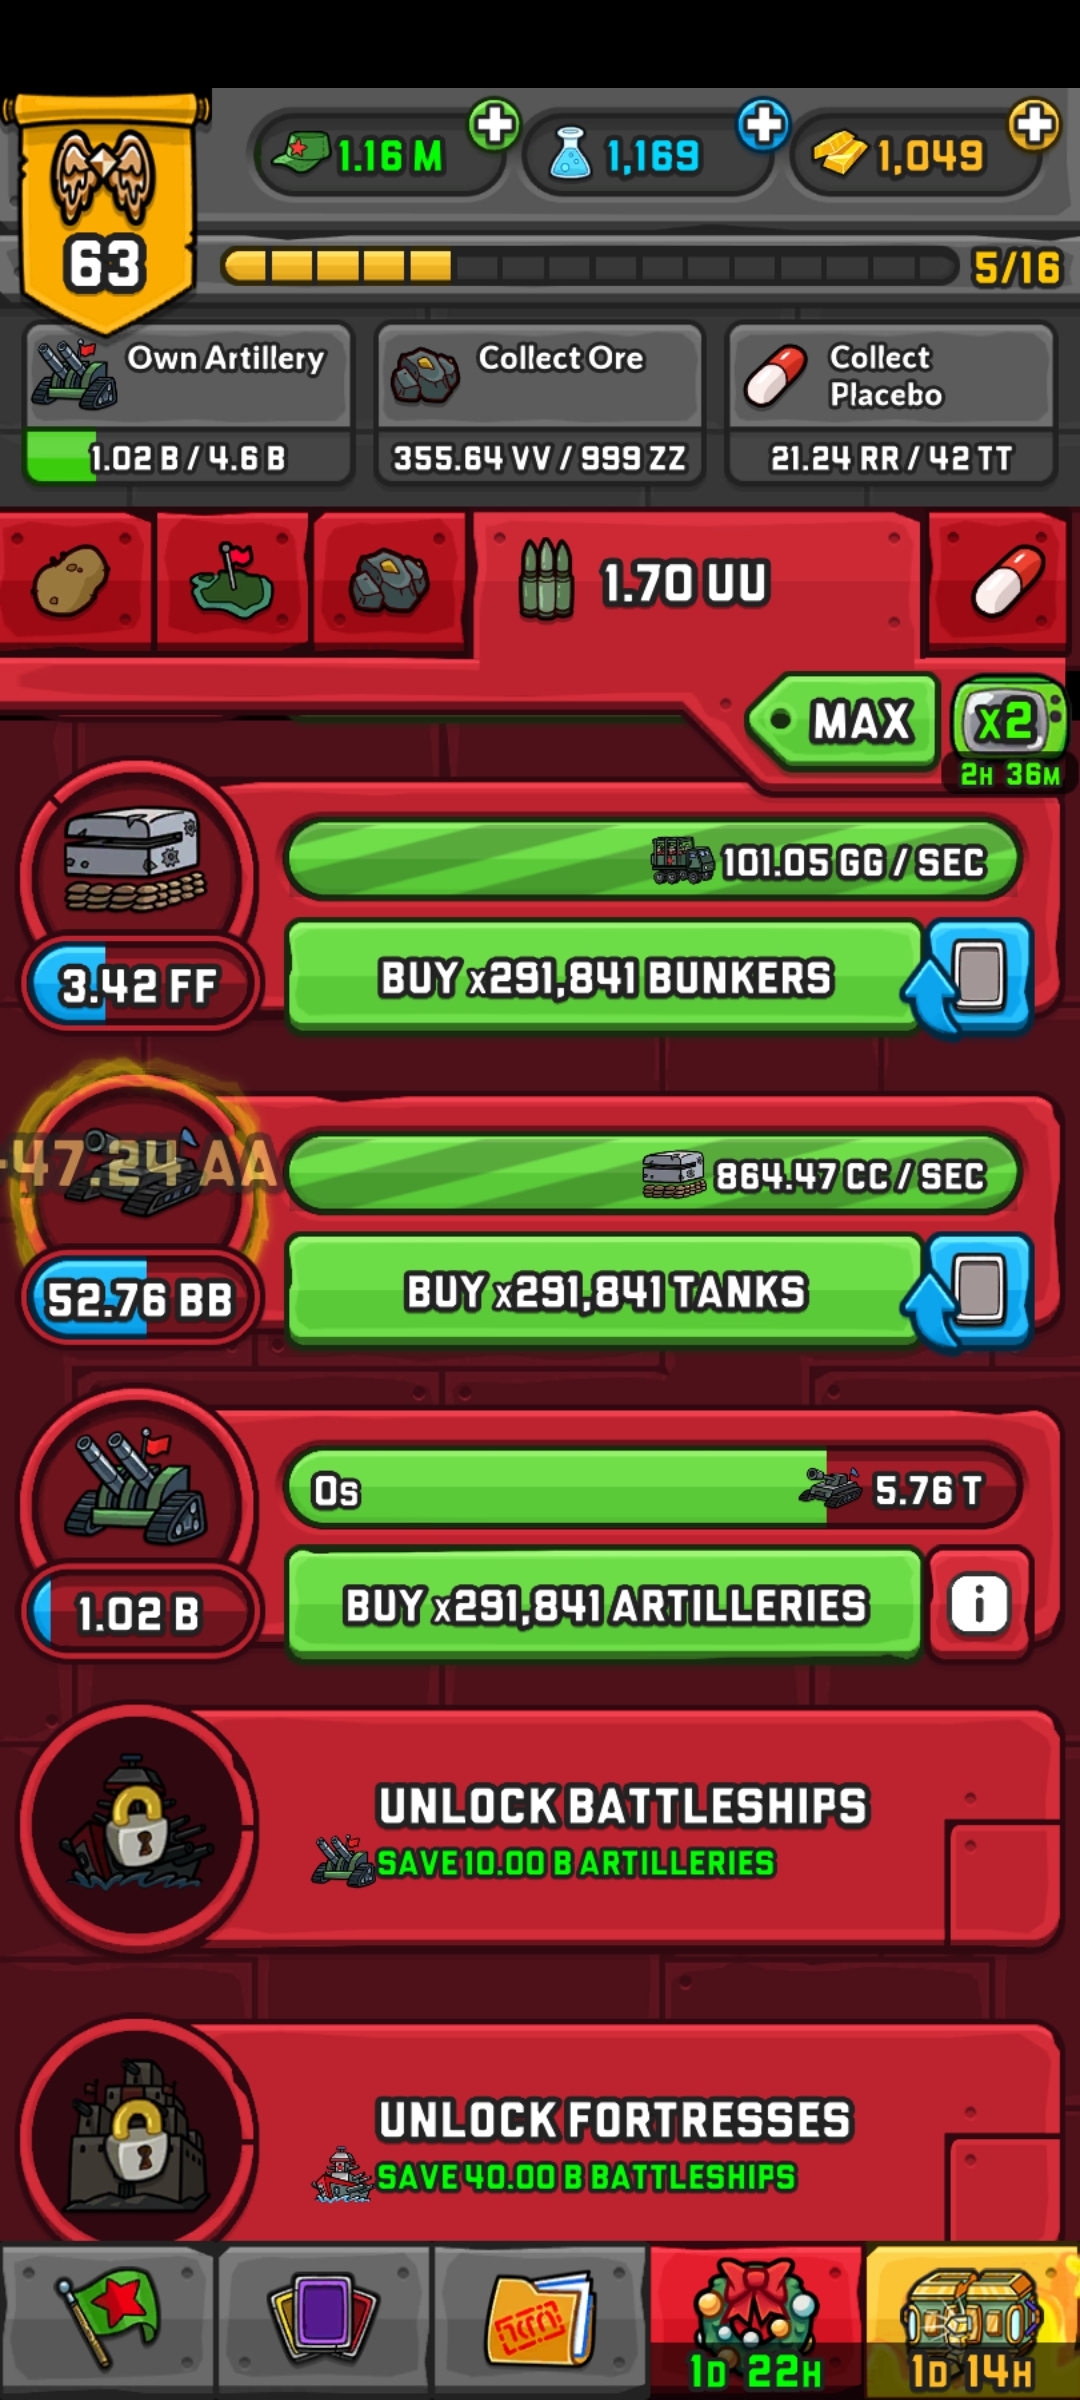 1.16 M
1,169
1,049
63
5/16
Own Artillery
1.02 B / 4.6 B
Collect Ore
355.64 VV / 999 ZZ
Collect
Placebo
21.24 RR / 42 TT
1.70 UU
MAX
x2
2H 36M
101.05 GG / SEC
3.42 FF
BUY x291,841 BUNKERS
-47.24 AA
864.47 CC / SEC
52.76 BB
BUY x291,841 TANKS
0s
5.76 T
1.02 B
BUY x291,841 ARTILLERIES
i
UNLOCK BATTLESHIPS
SAVE 10.00 B ARTILLERIES
UNLOCK FORTRESSES
SAVE 40.00 B BATTLESHIPS
1D 22H
1D 14H